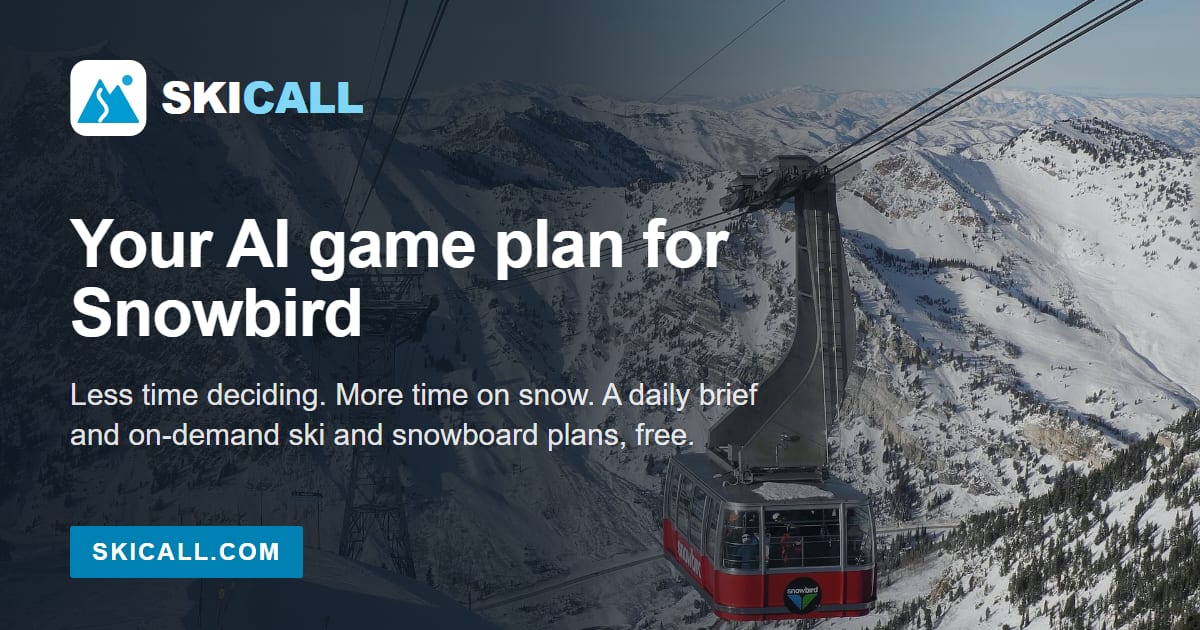 SKICALL
Your AI game plan for
Snowbird
Less time deciding. More time on snow. A daily brief
and on-demand ski and snowboard plans, free.
SKICALL.COM
snowbird
snowbird